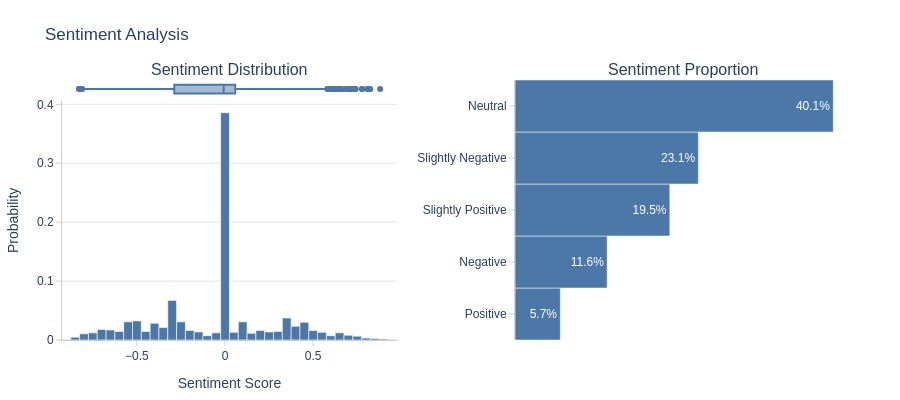 Sentiment Analysis
Sentiment Distribution
0.4
0.3
0.2
0.1
0
Probability
−0.5
0
0.5
Sentiment Score
Sentiment Proportion
Neutral 40.1%
Slightly Negative 23.1%
Slightly Positive 19.5%
Negative 11.6%
Positive 5.7%